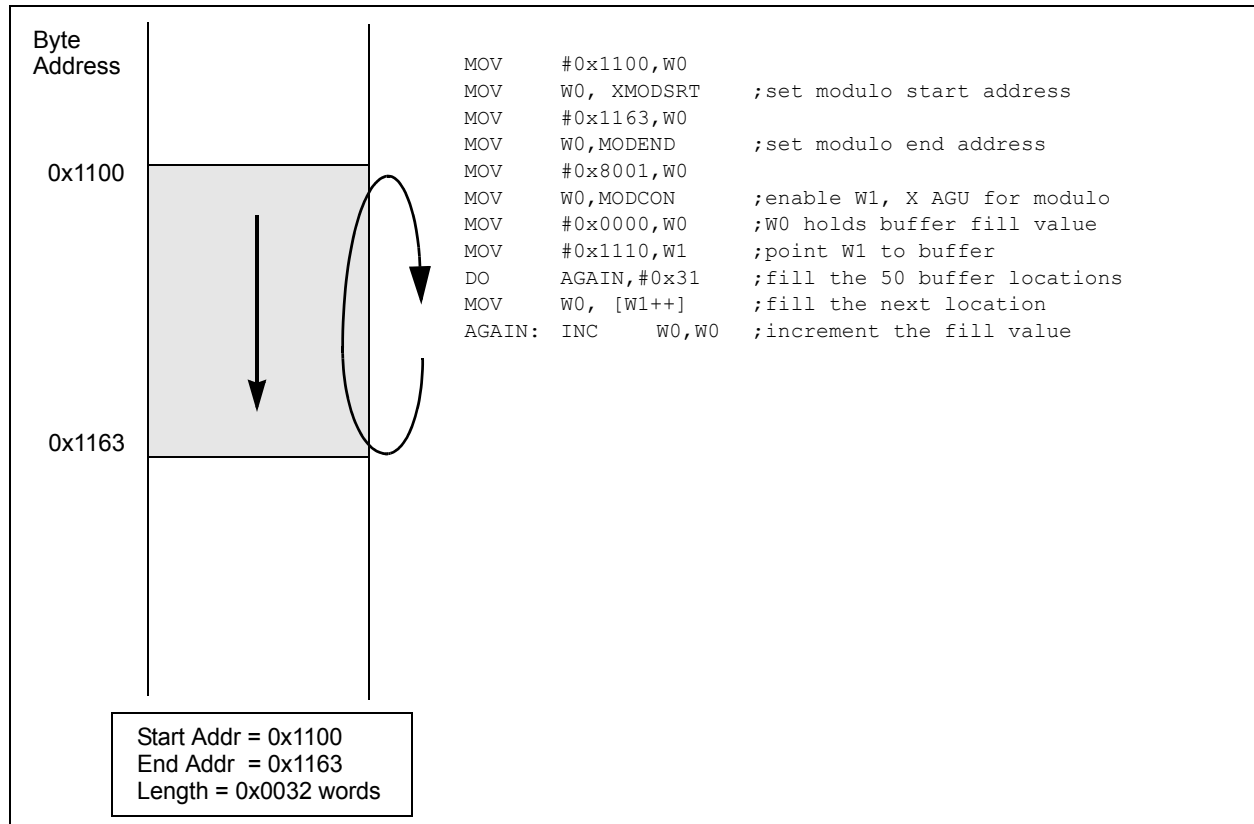 Byte
Address
0x1100
0x1163
MOV #0x1100,W0
MOV W0, XMODSRT ;set modulo start address
MOV #0x1163,W0
MOV W0,MODEND ;set modulo end address
MOV #0x8001,W0
MOV W0,MODCON ;enable W1, X AGU for modulo
MOV #0x0000,W0 ;W0 holds buffer fill value
MOV #0x1110,W1 ;point W1 to buffer
DO AGAIN,#0x31 ;fill the 50 buffer locations
MOV W0, [W1++] ;fill the next location
AGAIN: INC W0,W0 ;increment the fill value
Start Addr = 0x1100
End Addr = 0x1163
Length = 0x0032 words